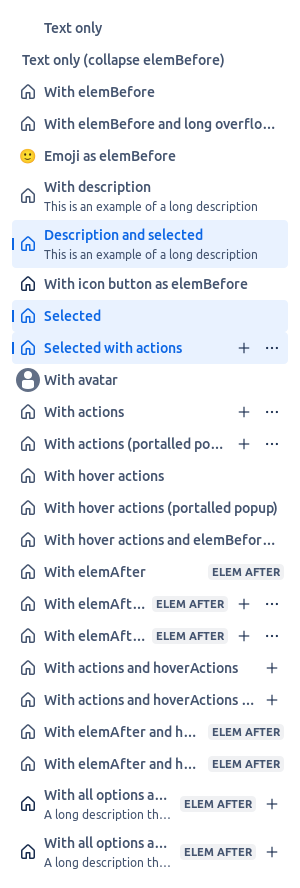 Text only
Text only (collapse elemBefore)
With elemBefore
With elemBefore and long overflo…
Emoji as elemBefore
With description
This is an example of a long description
Description and selected
This is an example of a long description
With icon button as elemBefore
Selected
Selected with actions
With avatar
With actions
With actions (portalled po…
With hover actions
With hover actions (portalled popup)
With hover actions and elemBefor…
With elemAfter ELEM AFTER
With elemAft… ELEM AFTER
With elemAft… ELEM AFTER
With actions and hoverActions
With actions and hoverActions …
With elemAfter and h… ELEM AFTER
With elemAfter and h… ELEM AFTER
With all options a… ELEM AFTER
A long description th…
With all options a… ELEM AFTER
A long description th…